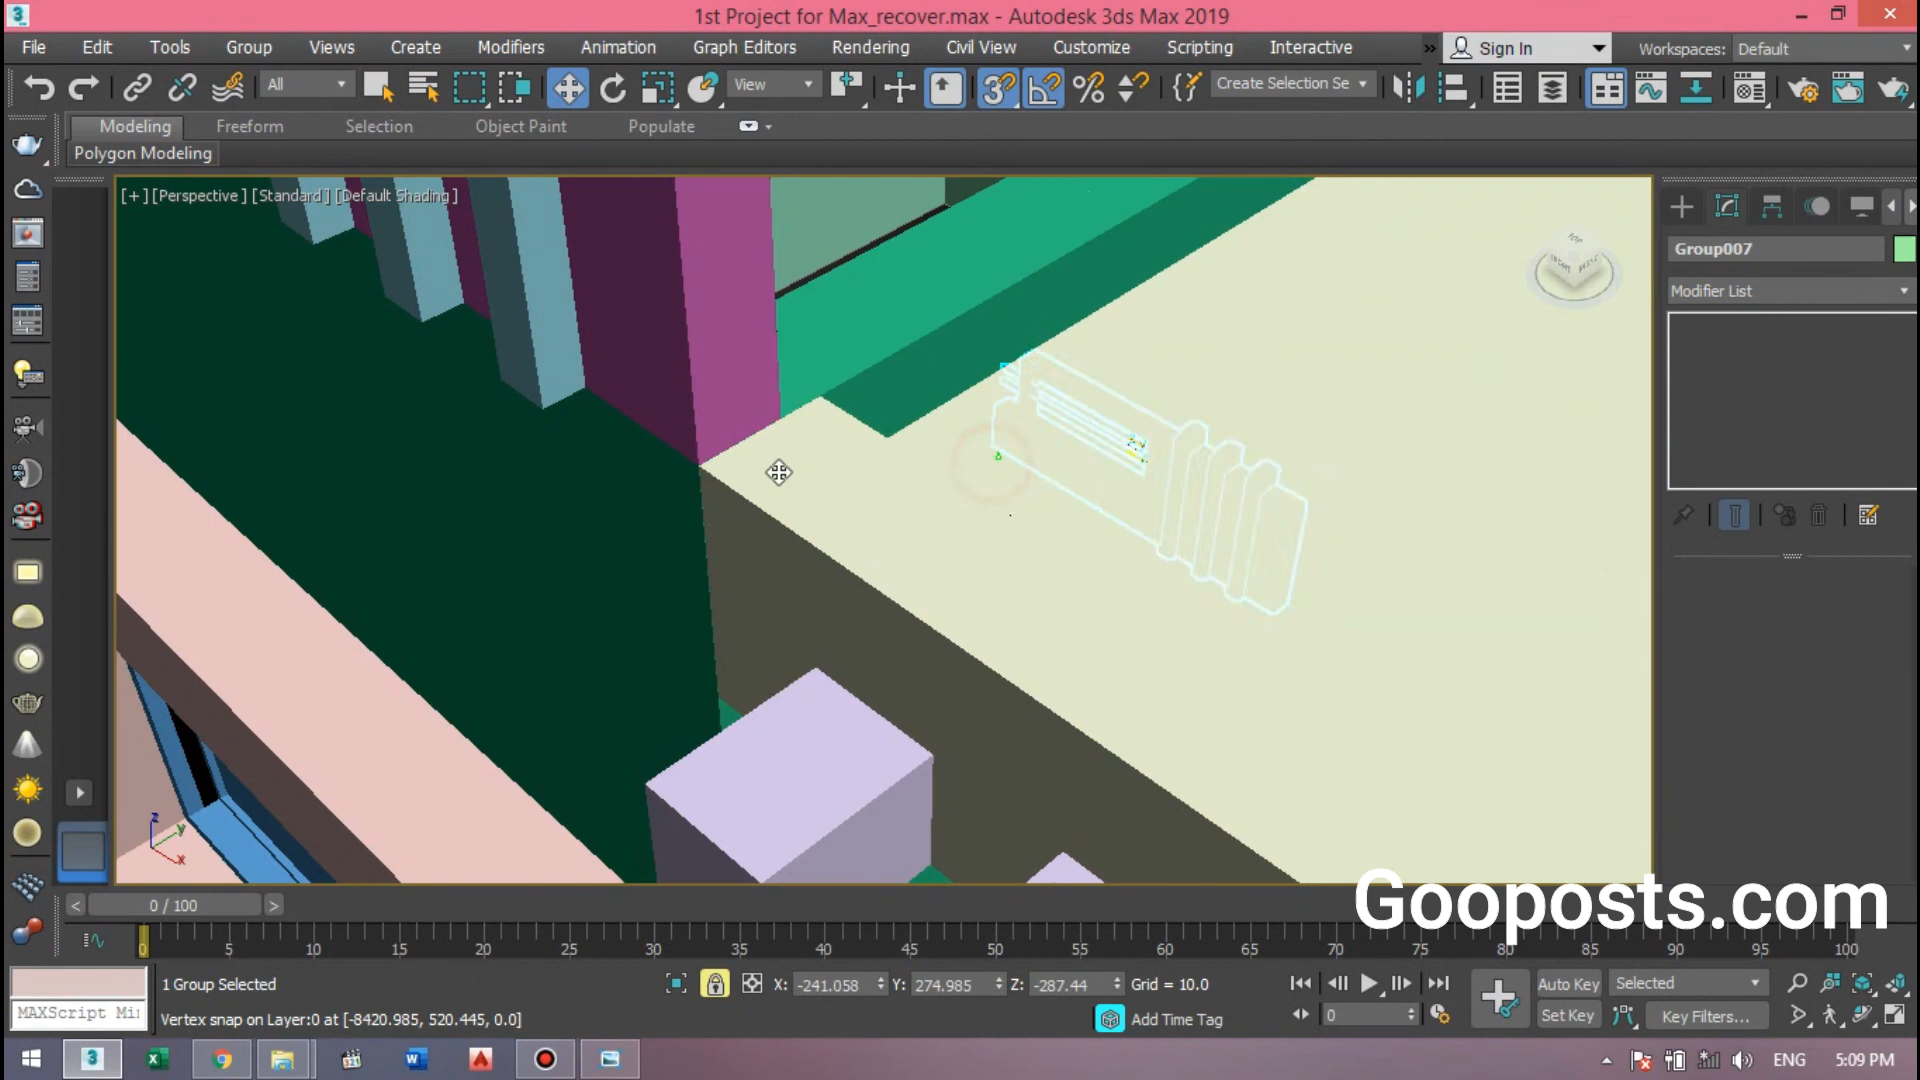 1st Project for Max_recover.max - Autodesk 3ds Max 2019
File Edit Tools Group Views Create Modifiers Animation Graph Editors Rendering Civil View Customize Scripting Interactive » Sign In Workspaces: Default
All View Create Selection Se
Modeling Freeform Selection Object Paint Populate
Polygon Modeling
[+] [Perspective] [Standard] [Default Shading]
TOP
Group007
Modifier List
z
y
x
Gooposts.com
< 0 / 100 >
0 5 10 15 20 25 30 35 40 45 50 55 60 65 70 75 80 85 90 95 100
1 Group Selected X: -241.058 Y: 274.985 Z: -287.44 Grid = 10.0 Auto Key Selected
MAXScript Mi Vertex snap on Layer:0 at [-8420.985, 520.445, 0.0] Add Time Tag 0 Set Key Key Filters...
ENG 5:09 PM